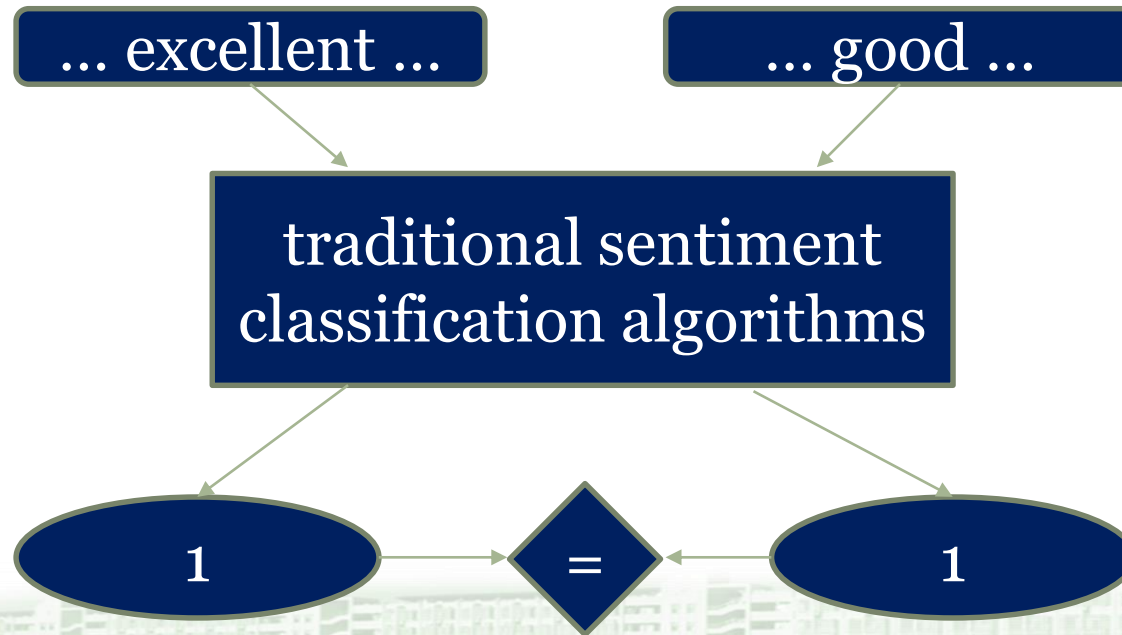 ... excellent ...
... good ...
traditional sentiment
classification algorithms
1
=
1